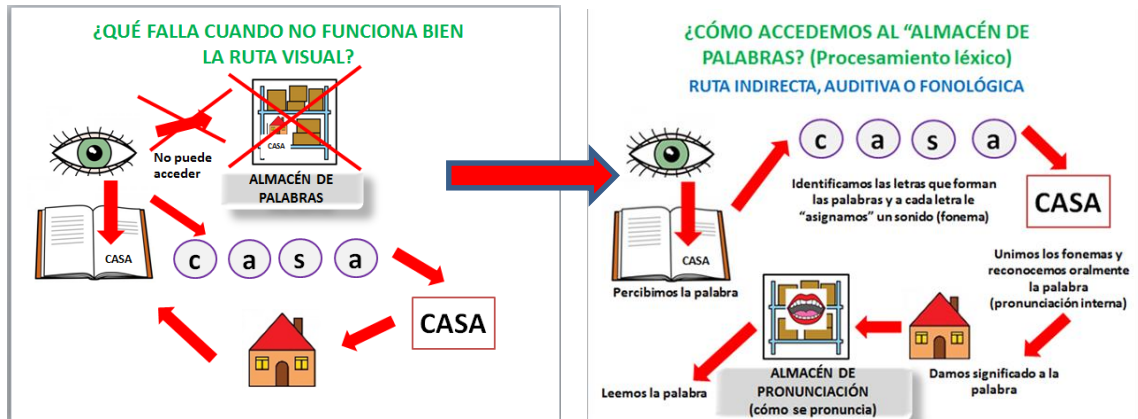 ¿QUÉ FALLA CUANDO NO FUNCIONA BIEN
LA RUTA VISUAL?
CASA
No puede
acceder
ALMACÉN DE
PALABRAS
CASA
c a s a
CASA
¿CÓMO ACCEDEMOS AL “ALMACÉN DE
PALABRAS? (Procesamiento léxico)
RUTA INDIRECTA, AUDITIVA O FONOLÓGICA
c a s a
Identificamos las letras que forman
las palabras y a cada letra le
“asignamos” un sonido (fonema)
CASA
CASA
Percibimos la palabra
Unimos los fonemas y
reconocemos oralmente
la palabra
(pronunciación interna)
Damos significado a la
palabra
ALMACÉN DE
PRONUNCIACIÓN
(cómo se pronuncia)
Leemos la palabra